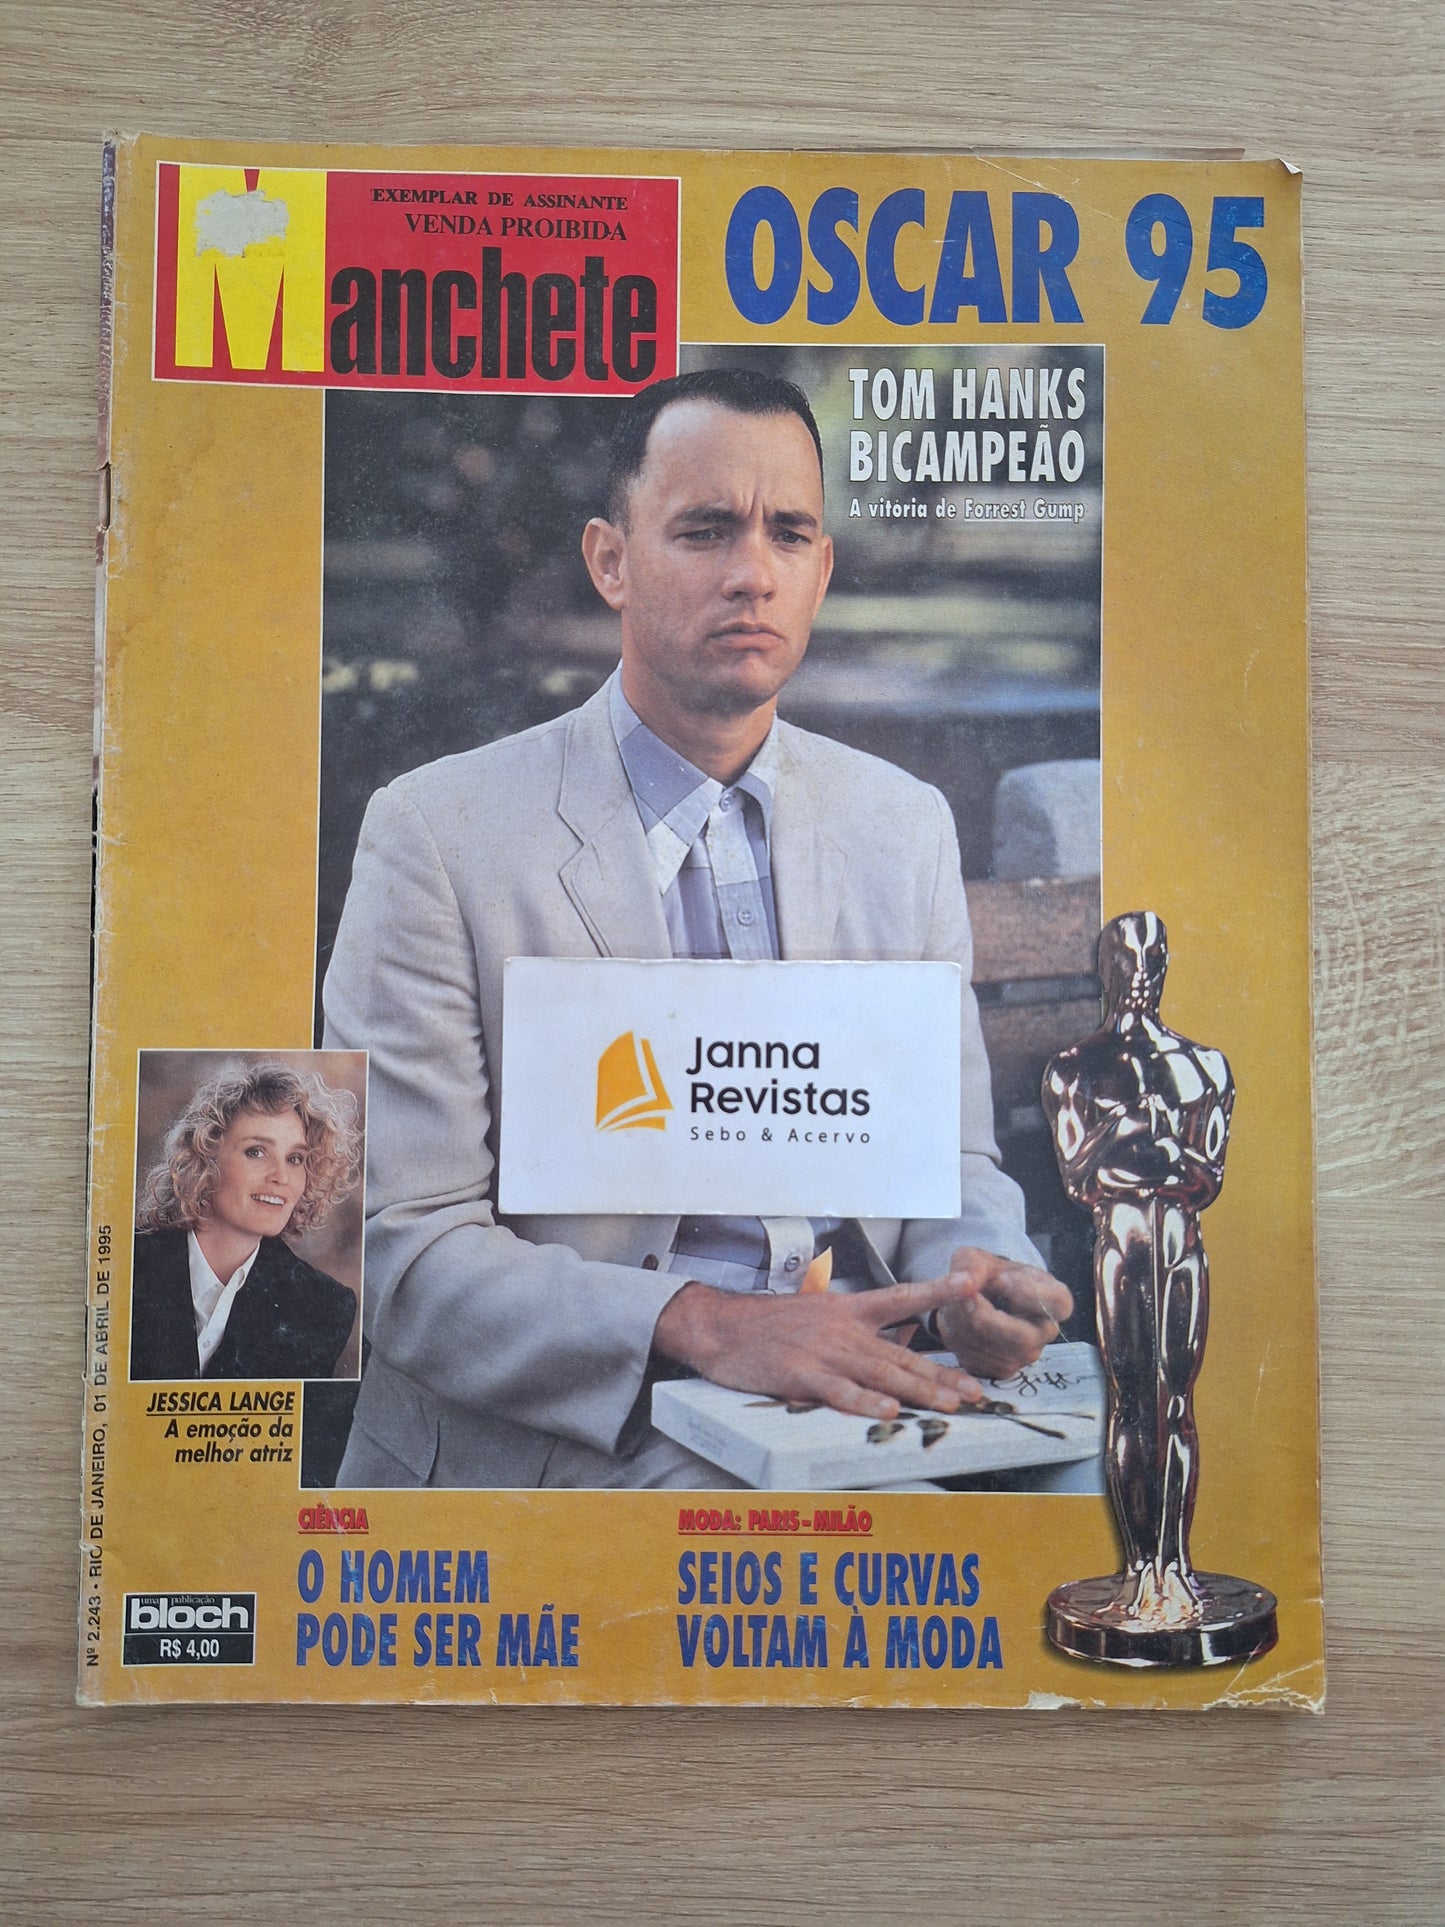 EXEMPLAR DE ASSINANTE
VENDA PROIBIDA
Manchete
OSCAR 95
TOM HANKS
BICAMPEÃO
A vitória de Forrest Gump
Janna
Revistas
Sebo & Acervo
Gift
JESSICA LANGE
A emoção da
melhor atriz
Nº 2.243 • RIO DE JANEIRO, 01 DE ABRIL DE 1995
CIÊNCIA
O HOMEM
PODE SER MÃE
MODA: PARIS-MILÃO
SEIOS E CURVAS
VOLTAM À MODA
uma publicação
bloch
R$ 4,00